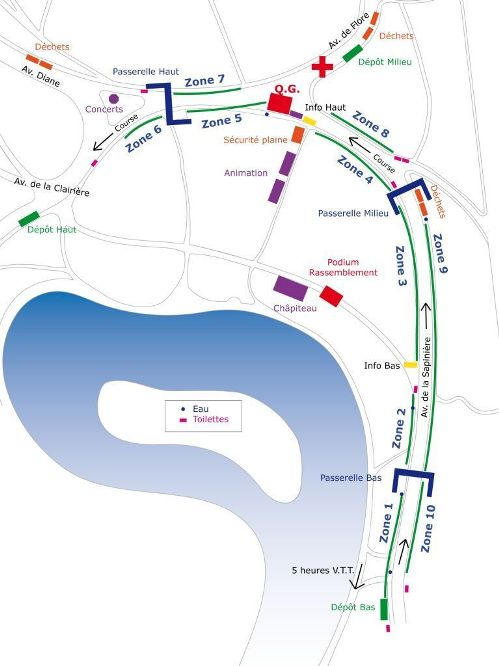 Av. de Flore
Déchets
Déchets
Av. Diane
Dépôt Milieu
Passerelle Haut
Zone 7
Q.G.
Concerts
Info Haut
Course
Zone 6
Zone 5
Zone 8
Sécurité plaine
Course
Zone 4
Animation
Av. de la Clairière
Déchets
Passerelle Milieu
Dépôt Haut
Zone 3
Zone 9
Podium
Rassemblement
Châpiteau
Av. de la Sapinière
Info Bas
Eau
Toilettes
Zone 2
Passerelle Bas
Zone 1
Zone 10
5 heures V.T.T.
Dépôt Bas